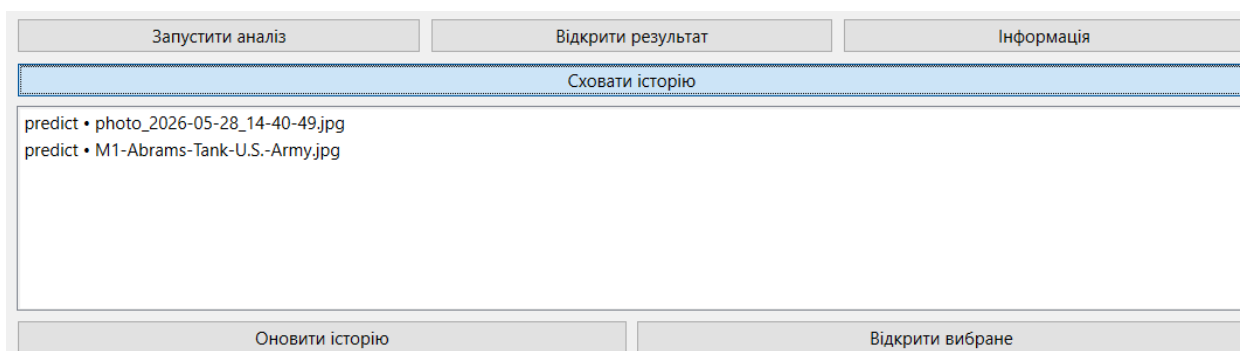 Запустити аналіз Відкрити результат Інформація
Сховати історію
predict • photo_2026-05-28_14-40-49.jpg
predict • M1-Abrams-Tank-U.S.-Army.jpg
Оновити історію Відкрити вибране